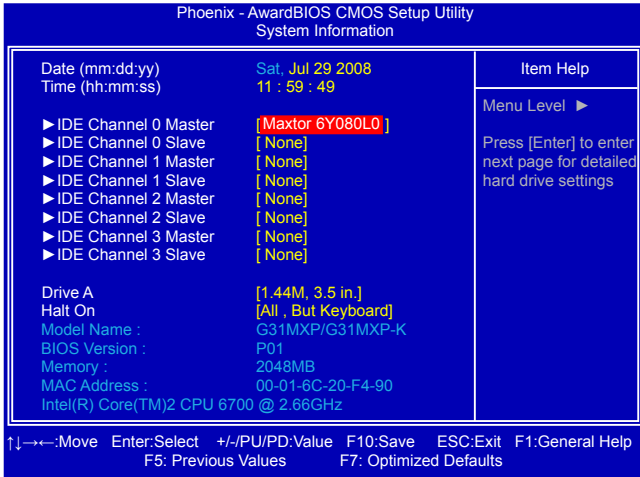 Phoenix - AwardBIOS CMOS Setup Utility
System Information
Date (mm:dd:yy) Sat, Jul 29 2008
Time (hh:mm:ss) 11 : 59 : 49
►IDE Channel 0 Master [ Maxtor 6Y080L0 ]
►IDE Channel 0 Slave [ None]
►IDE Channel 1 Master [ None]
►IDE Channel 1 Slave [ None]
►IDE Channel 2 Master [ None]
►IDE Channel 2 Slave [ None]
►IDE Channel 3 Master [ None]
►IDE Channel 3 Slave [ None]
Drive A [1.44M, 3.5 in.]
Halt On [All , But Keyboard]
Model Name : G31MXP/G31MXP-K
BIOS Version : P01
Memory : 2048MB
MAC Address : 00-01-6C-20-F4-90
Intel(R) Core(TM)2 CPU 6700 @ 2.66GHz
Item Help
Menu Level ►
Press [Enter] to enter
next page for detailed
hard drive settings
↑↓→←:Move Enter:Select +/-/PU/PD:Value F10:Save ESC:Exit F1:General Help
F5: Previous Values F7: Optimized Defaults